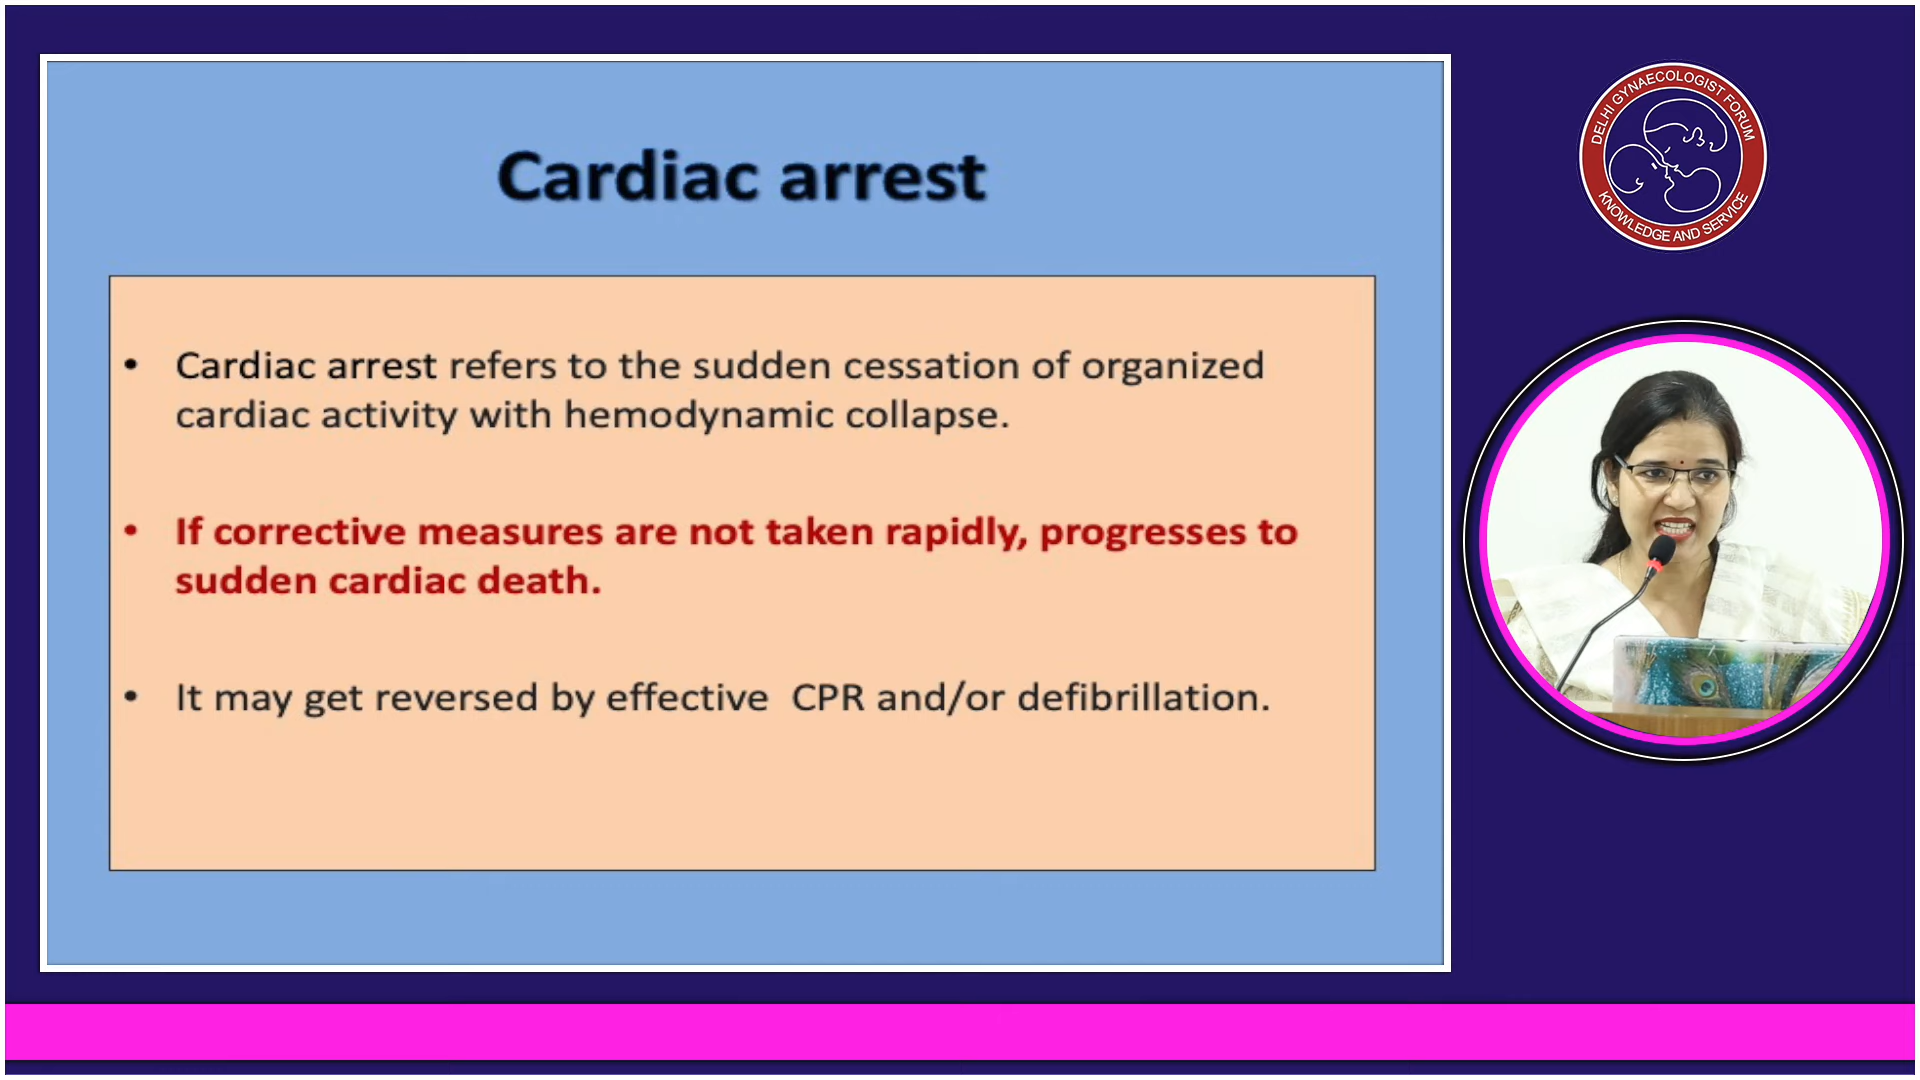 Cardiac arrest
• Cardiac arrest refers to the sudden cessation of organized
cardiac activity with hemodynamic collapse.
• If corrective measures are not taken rapidly, progresses to
sudden cardiac death.
• It may get reversed by effective  CPR and/or defibrillation.
DELHI GYNAECOLOGIST FORUM
KNOWLEDGE AND SERVICE